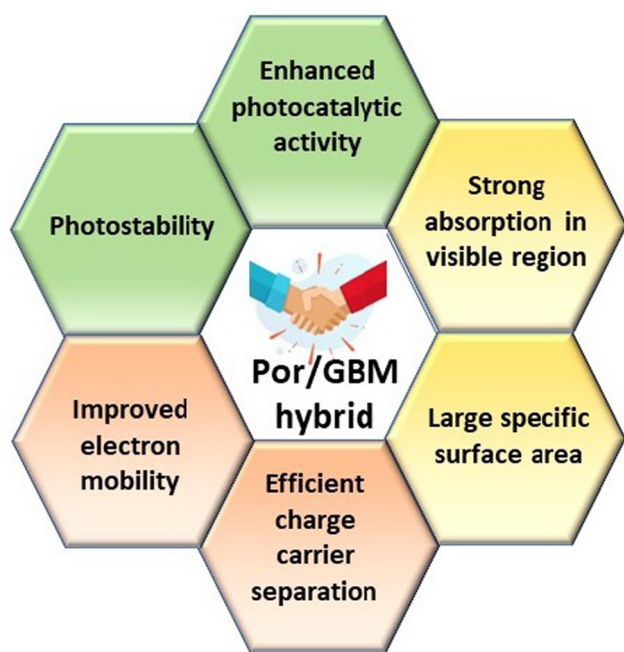 Enhanced
photocatalytic
activity
Strong
absorption in
visible region
Large specific
surface area
Efficient
charge
carrier
separation
Improved
electron
mobility
Photostability
Por/GBM
hybrid